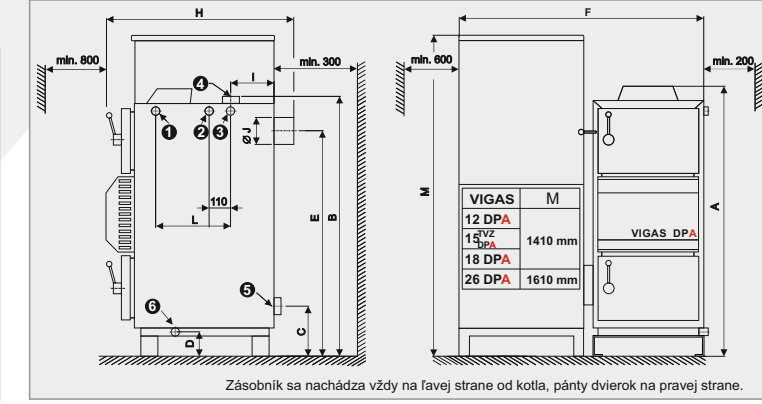 H
F
min. 800
min. 300
min. 600
min. 200
I
4
1
2
3
Ø J
110
L
E
B
M
A
VIGAS M
12 DPA
15 TVZ DPA
1410 mm
18 DPA
26 DPA 1610 mm
VIGAS DPA
5
6
C
D
Zásobník sa nachádza vždy na ľavej strane od kotla, pánty dvierok na pravej strane.